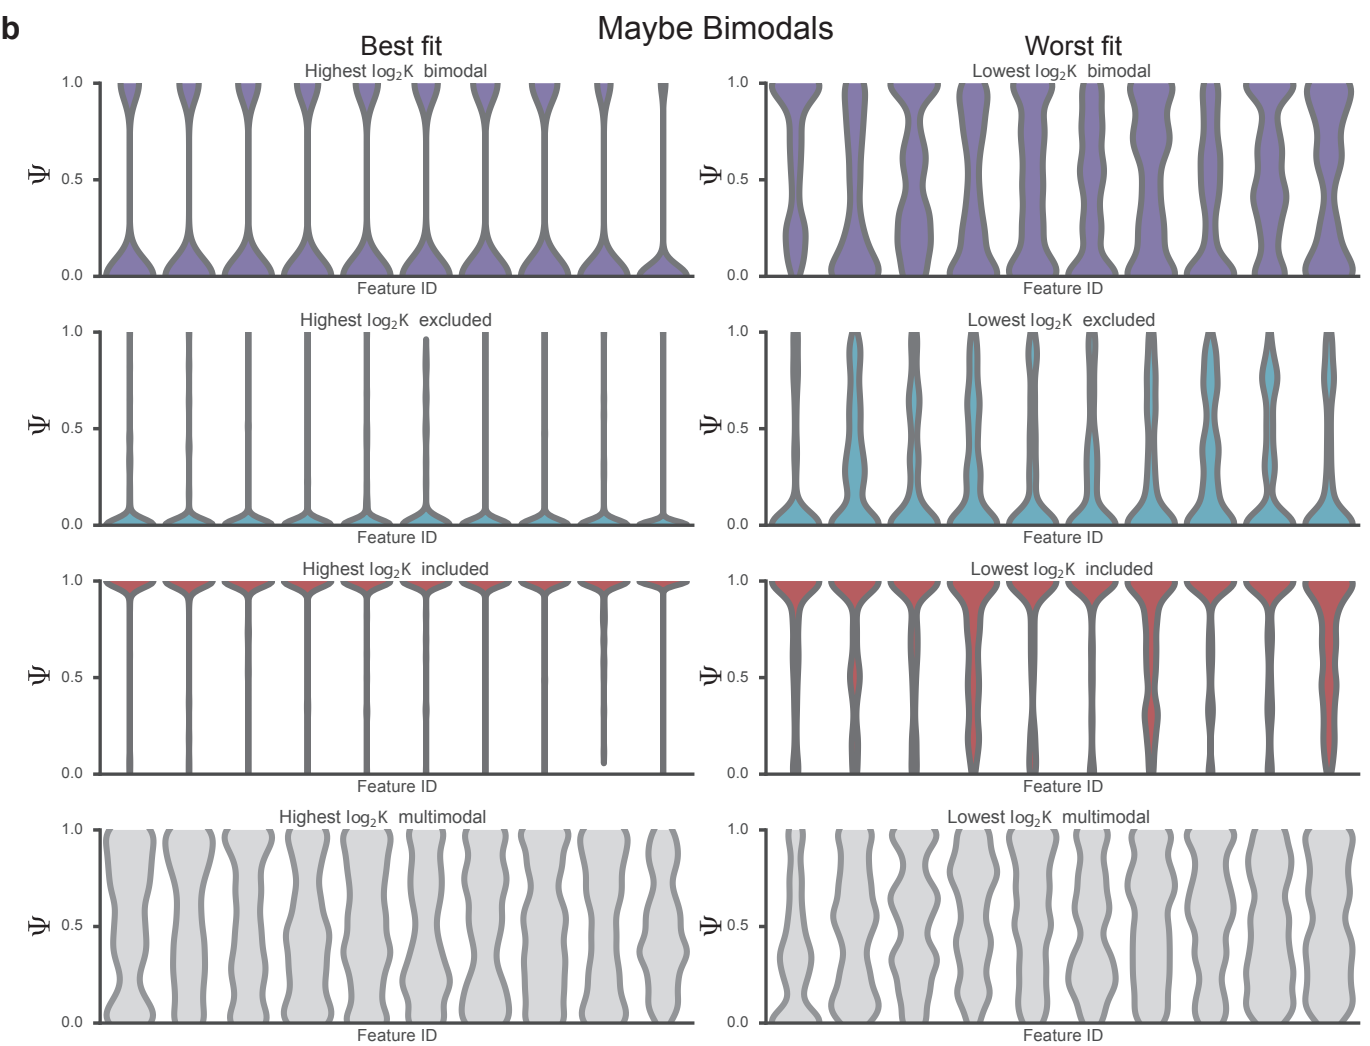 b
Maybe Bimodals
Best fit
Worst fit
Highest log₂K bimodal
1.0
0.5
0.0
Ψ
Feature ID
Lowest log₂K bimodal
1.0
0.5
0.0
Ψ
Feature ID
Highest log₂K excluded
1.0
0.5
0.0
Ψ
Feature ID
Lowest log₂K excluded
1.0
0.5
0.0
Ψ
Feature ID
Highest log₂K included
1.0
0.5
0.0
Ψ
Feature ID
Lowest log₂K included
1.0
0.5
0.0
Ψ
Feature ID
Highest log₂K multimodal
1.0
0.5
0.0
Ψ
Feature ID
Lowest log₂K multimodal
1.0
0.5
0.0
Ψ
Feature ID